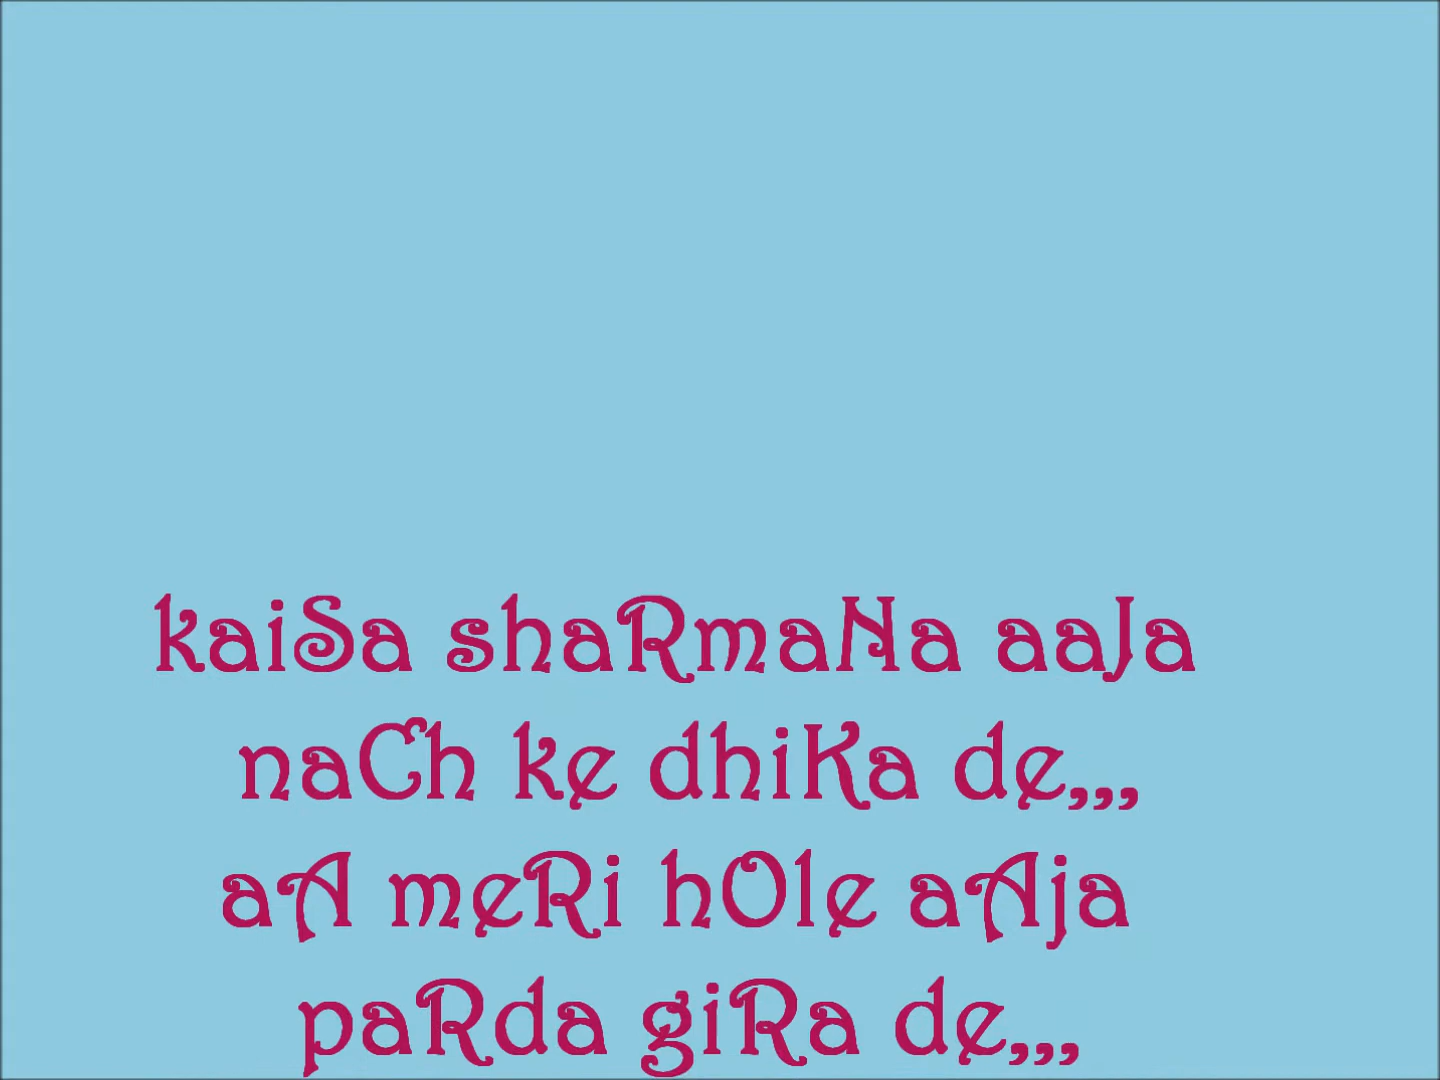 kaiSa shaRmaNa aaJa
naCh ke dhiKa de,,,
aA meRi hOle aAja
paRda giRa de,,,